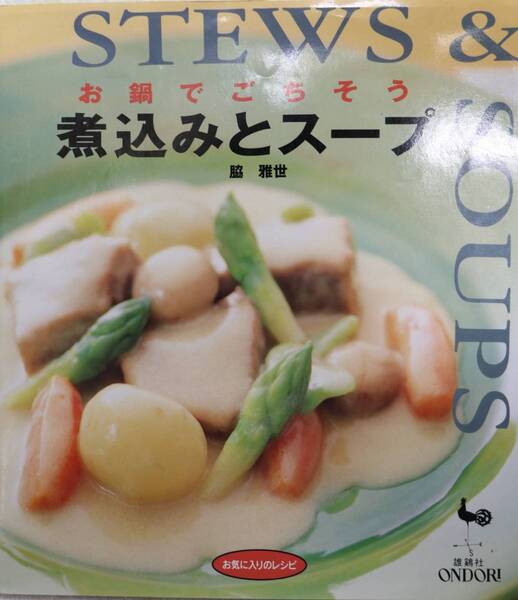 STEWS &
SOUPS
お鍋でごちそう
煮込みとスープ
脇 雅世
お気に入りのレシピ
S
雄鷄社
ONDORI